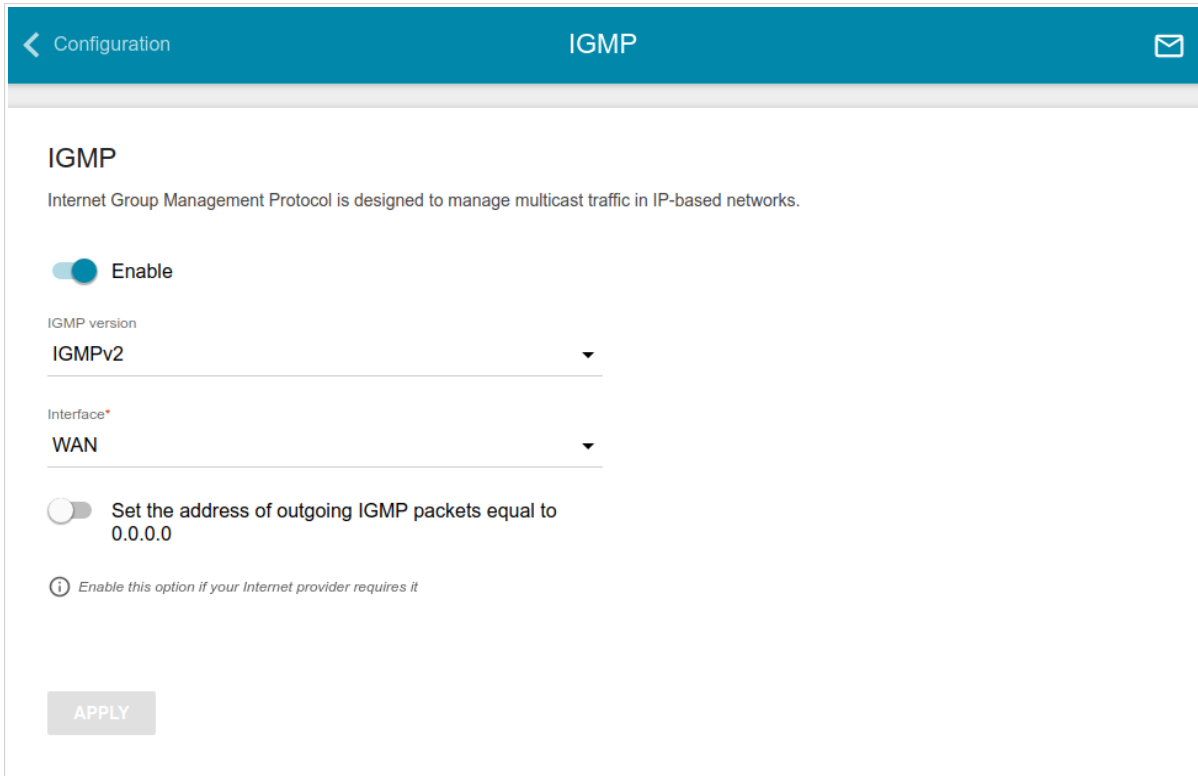 Configuration
IGMP
IGMP
Internet Group Management Protocol is designed to manage multicast traffic in IP-based networks.
Enable
IGMP version
IGMPv2
Interface*
WAN
Set the address of outgoing IGMP packets equal to
0.0.0.0
Enable this option if your Internet provider requires it
APPLY